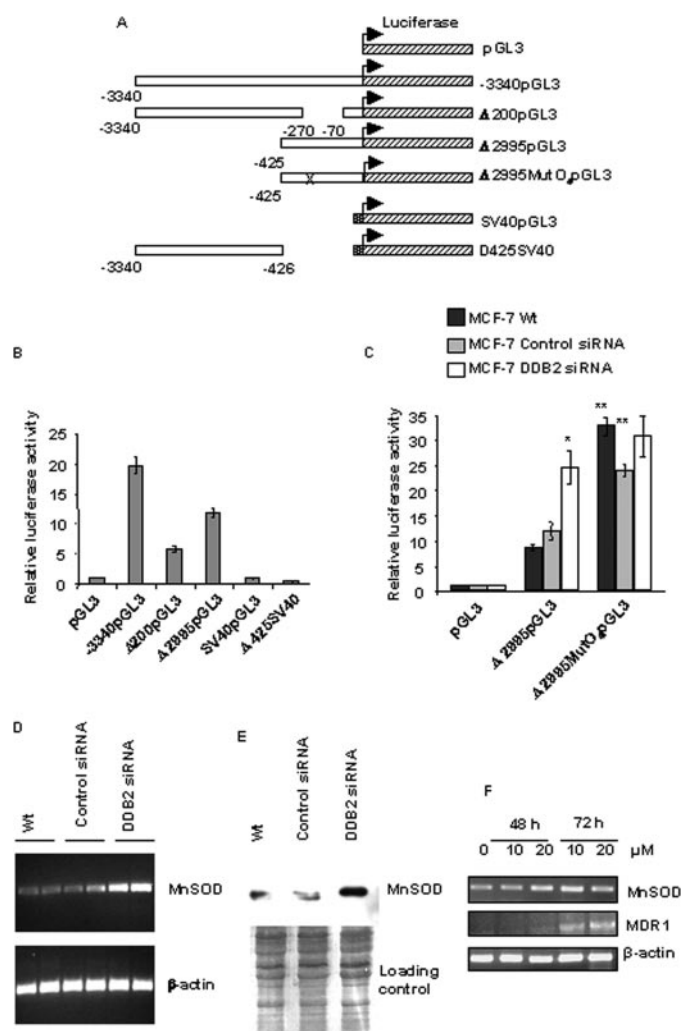 A
Luciferase
pGL3
-3340
-3340pGL3
-3340
-270 -70
Δ200pGL3
-425
Δ2995pGL3
X
-425
Δ2995MutO4pGL3
SV40pGL3
-3340
-426
D425SV40
MCF-7 Wt
MCF-7 Control siRNA
MCF-7 DDB2 siRNA
B
Relative luciferase activity
25
20
15
10
5
0
pGL3
-3340pGL3
Δ200pGL3
Δ2995pGL3
SV40pGL3
Δ425SV40
C
Relative luciferase activity
35
30
25
20
15
10
5
0
*
**
**
pGL3
Δ2995pGL3
Δ2995MutO4pGL3
D
Wt
Control siRNA
DDB2 siRNA
MnSOD
β-actin
E
Wt
Control siRNA
DDB2 siRNA
MnSOD
Loading
control
F
48 h 72 h
0 10 20 10 20 µM
MnSOD
MDR1
β-actin